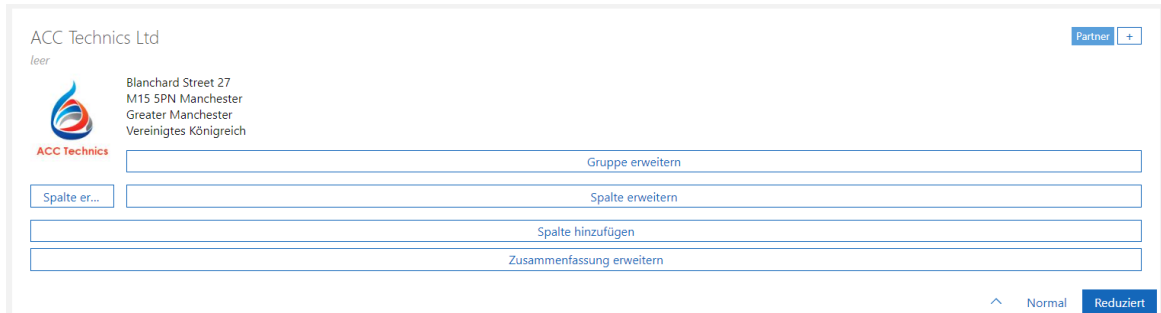 ACC Technics Ltd
Partner +
leer
Blanchard Street 27
M15 5PN Manchester
Greater Manchester
Vereinigtes Königreich
ACC Technics
Gruppe erweitern
Spalte er...
Spalte erweitern
Spalte hinzufügen
Zusammenfassung erweitern
Normal
Reduziert